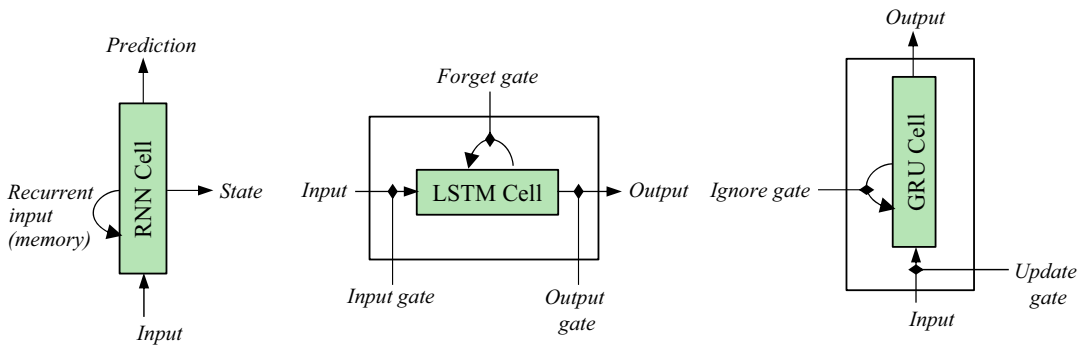 Prediction
RNN Cell
Recurrent
input
(memory)
State
Input
Forget gate
Input
LSTM Cell
Output
Input gate
Output
gate
Output
GRU Cell
Ignore gate
Update
gate
Input